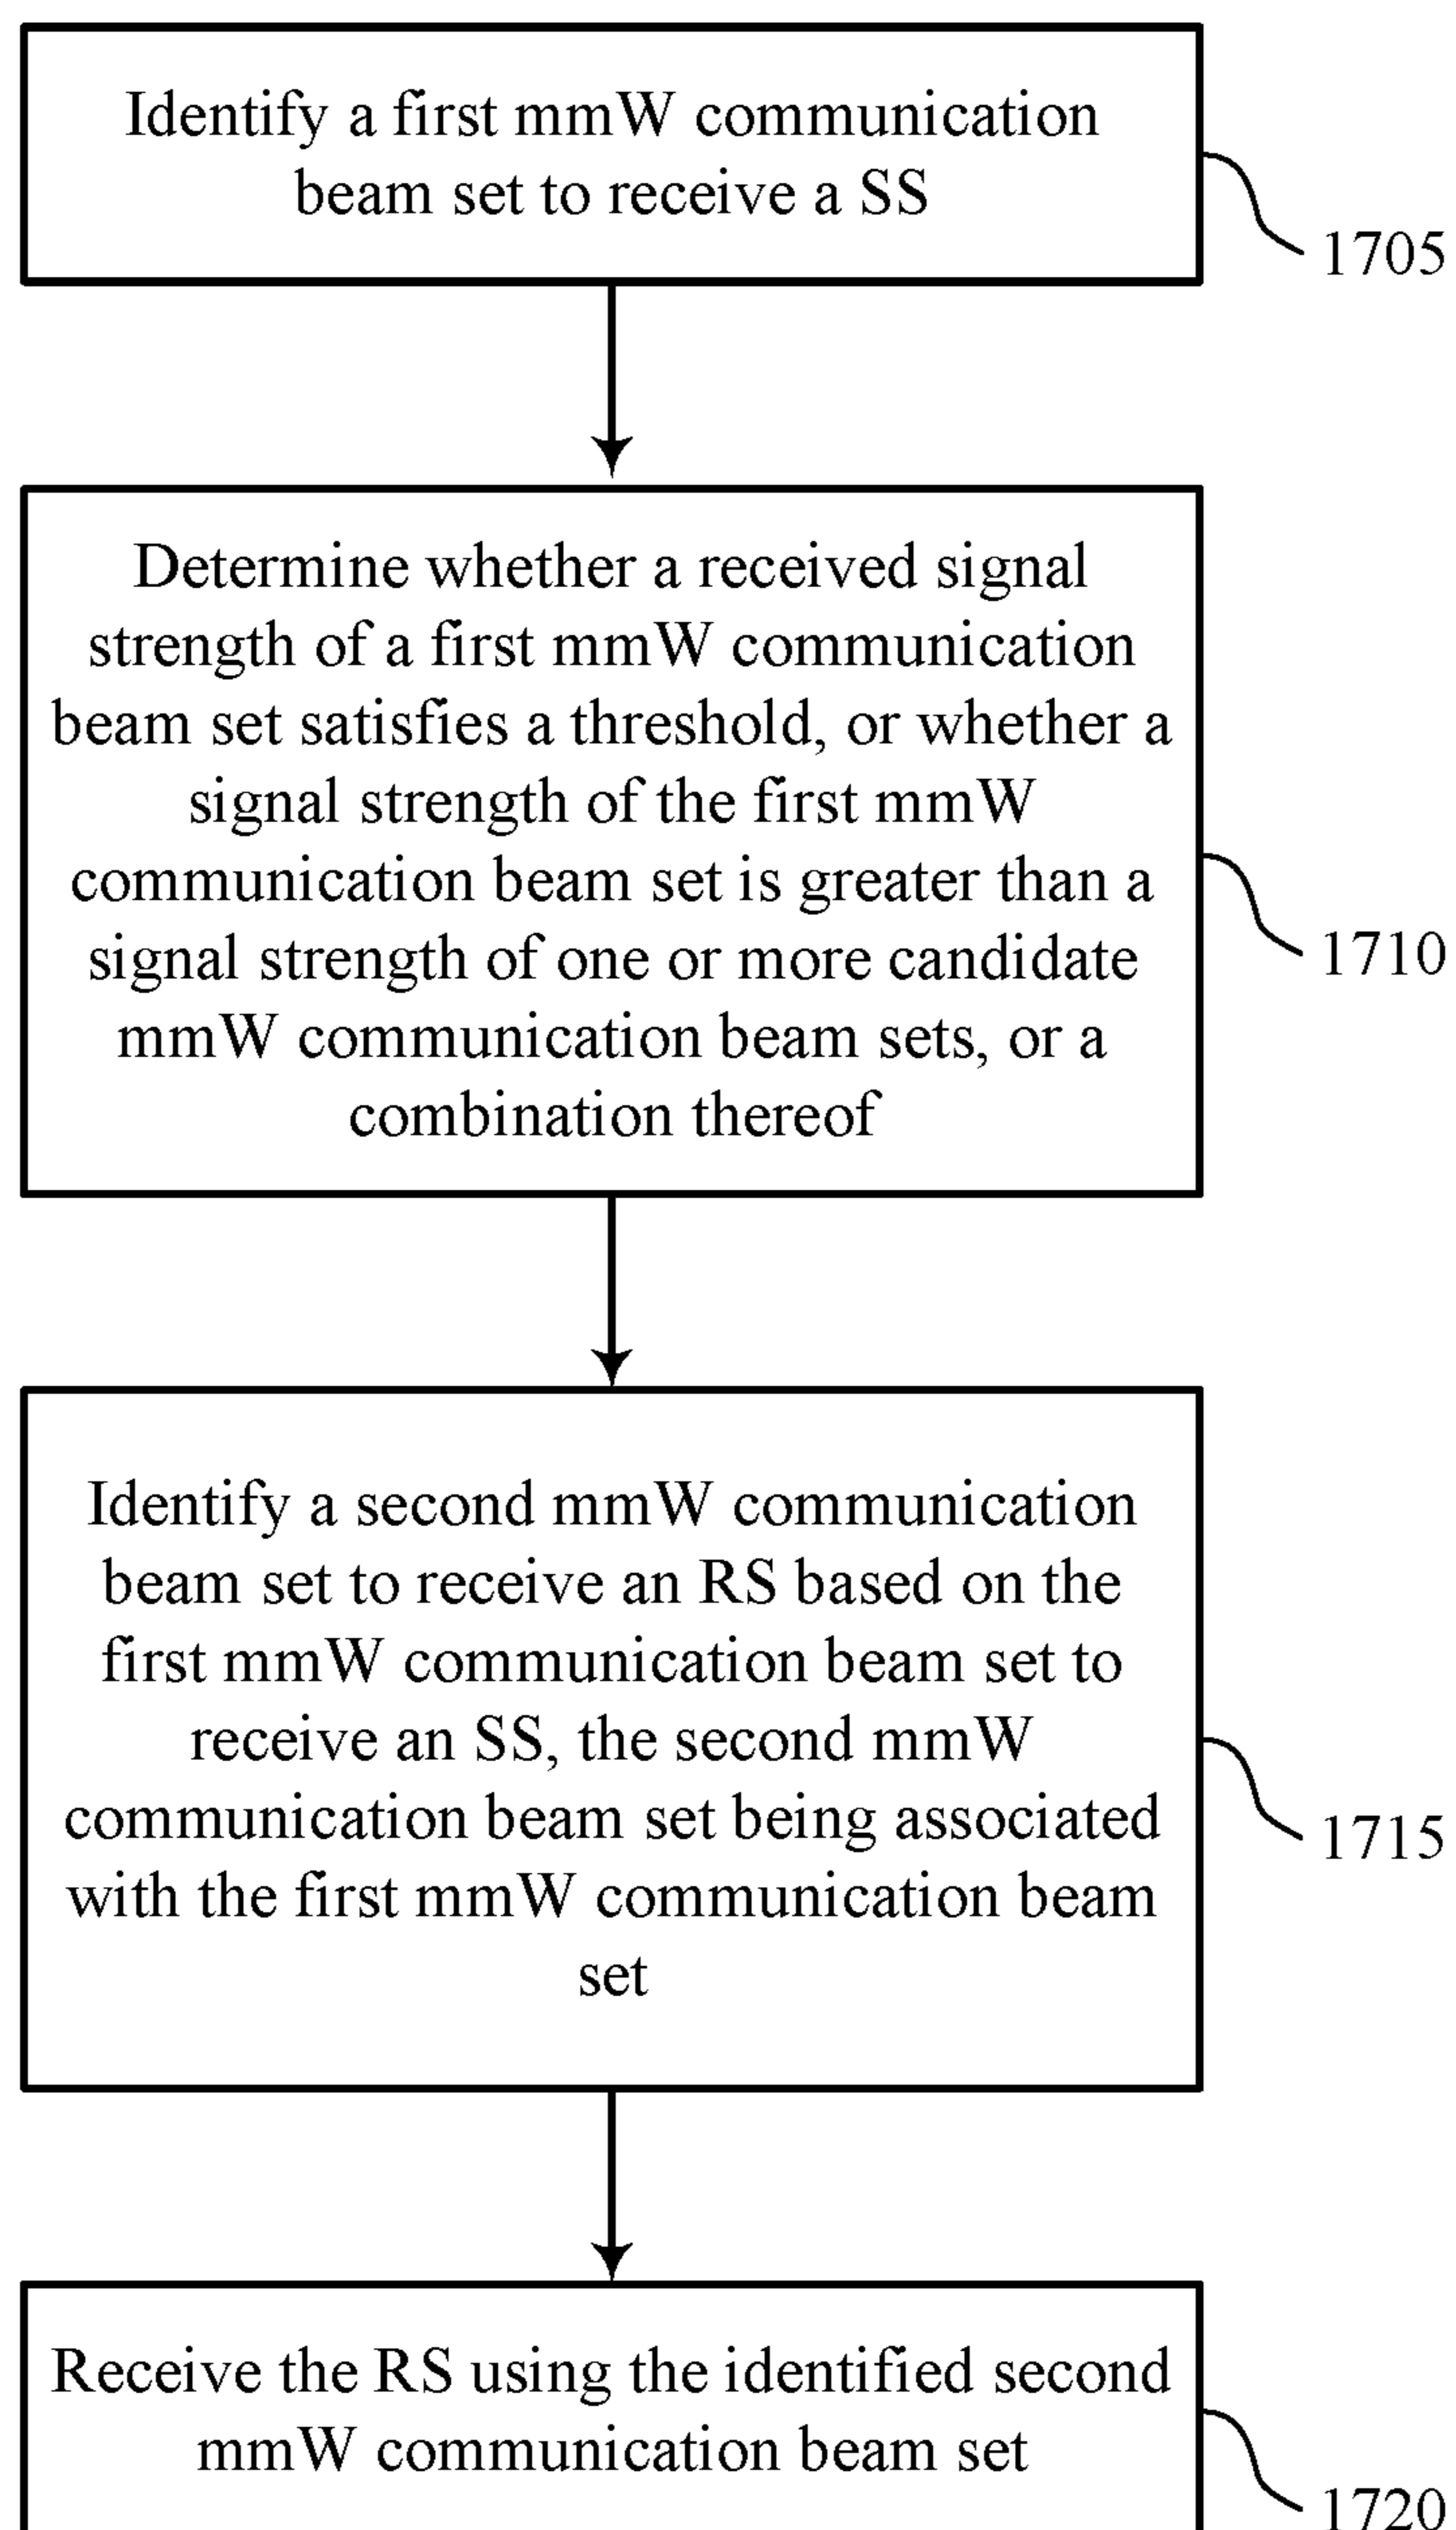 Identify a first mmW communication
beam set to receive a SS
1705
Determine whether a received signal
strength of a first mmW communication
beam set satisfies a threshold, or whether a
signal strength of the first mmW
communication beam set is greater than a
signal strength of one or more candidate
mmW communication beam sets, or a
combination thereof
1710
Identify a second mmW communication
beam set to receive an RS based on the
first mmW communication beam set to
receive an SS, the second mmW
communication beam set being associated
with the first mmW communication beam
set
1715
Receive the RS using the identified second
mmW communication beam set
1720